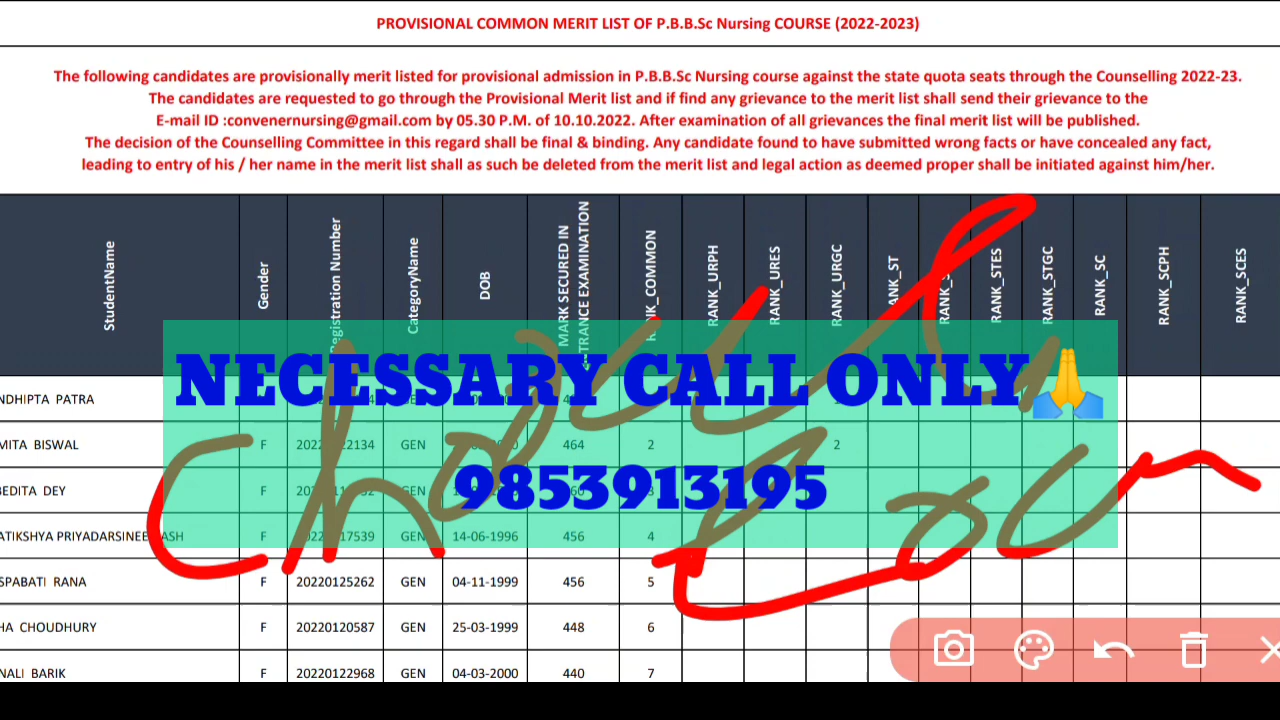 PROVISIONAL COMMON MERIT LIST OF P.B.B.Sc Nursing COURSE (2022-2023)
The following candidates are provisionally merit listed for provisional admission in P.B.B.Sc Nursing course against the state quota seats through the Counselling 2022-23.
The candidates are requested to go through the Provisional Merit list and if find any grievance to the merit list shall send their grievance to the
E-mail ID :convenernursing@gmail.com by 05.30 P.M. of 10.10.2022. After examination of all grievances the final merit list will be published.
The decision of the Counselling Committee in this regard shall be final & binding. Any candidate found to have submitted wrong facts or have concealed any fact,
leading to entry of his / her name in the merit list shall as such be deleted from the merit list and legal action as deemed proper shall be initiated against him/her.
StudentName Gender Registration Number CategoryName DOB MARK SECURED IN ENTRANCE EXAMINATION RANK_COMMON RANK_URPH RANK_URES RANK_URGC RANK_ST RANK_STES RANK_STGC RANK_SC RANK_SCPH RANK_SCES
NECESSARY CALL ONLY🙏
9853913195
NDHIPTA PATRA
MITA BISWAL F GEN 464 2 2
BEDITA DEY F GEN
ATIKSHYA PRIYADARSINEE F GEN 14-06-1996 456 4
SPABATI RANA F 20220125262 GEN 04-11-1999 456 5
HA CHOUDHURY F 20220120587 GEN 25-03-1999 448 6
NALI BARIK F 20220122968 GEN 04-03-2000 440 7